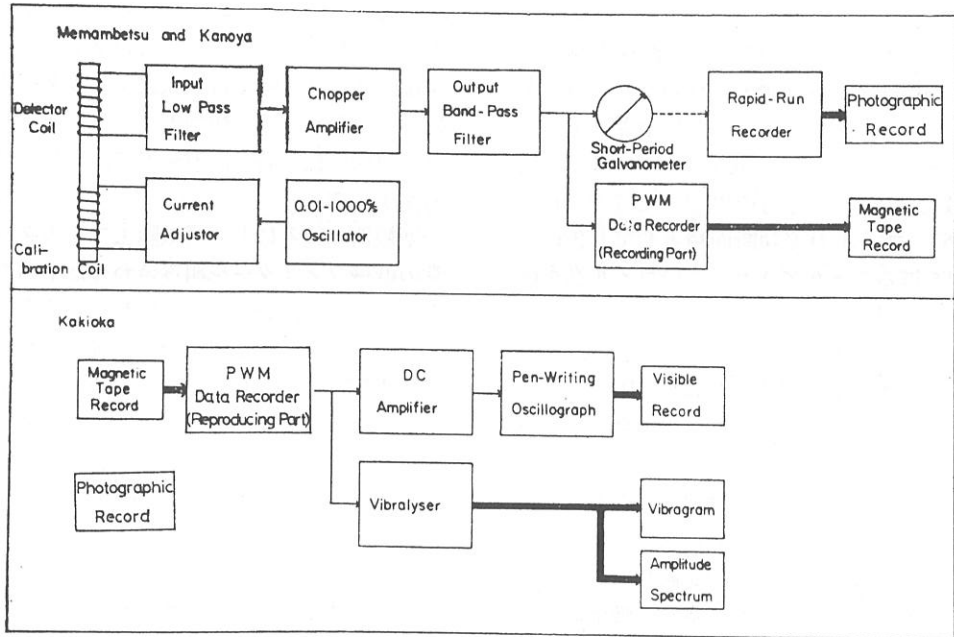 Memambetsu and Kanoya
Detector
Coil
Input
Low Pass
Filter
Chopper
Amplifier
Output
Band-Pass
Filter
Short-Period
Galvanometer
Rapid-Run
Recorder
Photographic
Record
Cali-
bration Coil
Current
Adjustor
0.01-1000%
Oscillator
PWM
Data Recorder
(Recording Part)
Magnetic
Tape
Record
Kakioka
Magnetic
Tape
Record
PWM
Data Recorder
(Reproducing Part)
DC
Amplifier
Pen-Writing
Oscillograph
Visible
Record
Photographic
Record
Vibralyser
Vibragram
Amplitude
Spectrum